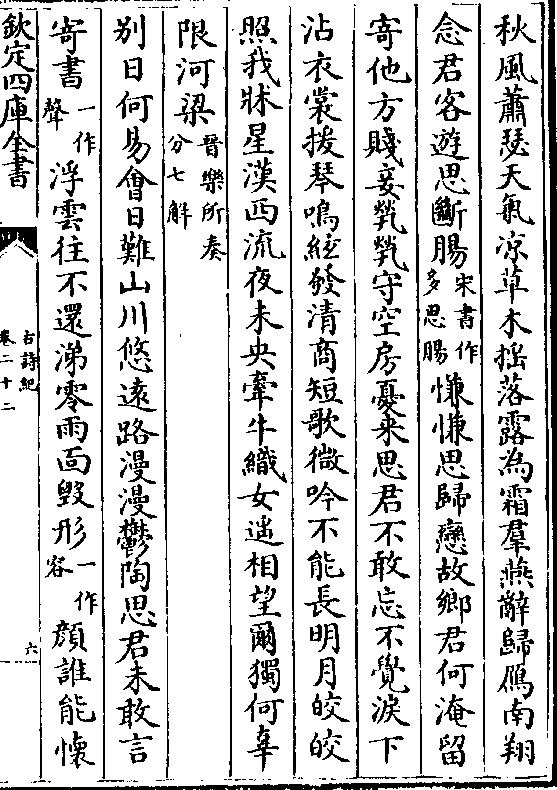 秋風蕭瑟天氣凉草木揺落露為霜羣燕辭歸鴈南翔
念君客遊思斷腸宋書作多思腸慊慊思歸戀故鄉君何淹留
寄他方賤妾煢煢守空房憂來思君不敢忘不覺淚下
沾衣裳援琴鳴絃發清商短歌微吟不能長明月皎皎
照我牀星漢西流夜未央牽牛織女遥相望爾獨何辜
限河梁晉樂所奏分七解
别日何易會日難山川悠遠路漫漫鬱陶思君未敢言
寄書一作聲浮雲往不還涕零雨面毁形一作容顔誰能懐
欽定四庫全書
古詩紀
卷二十二
六